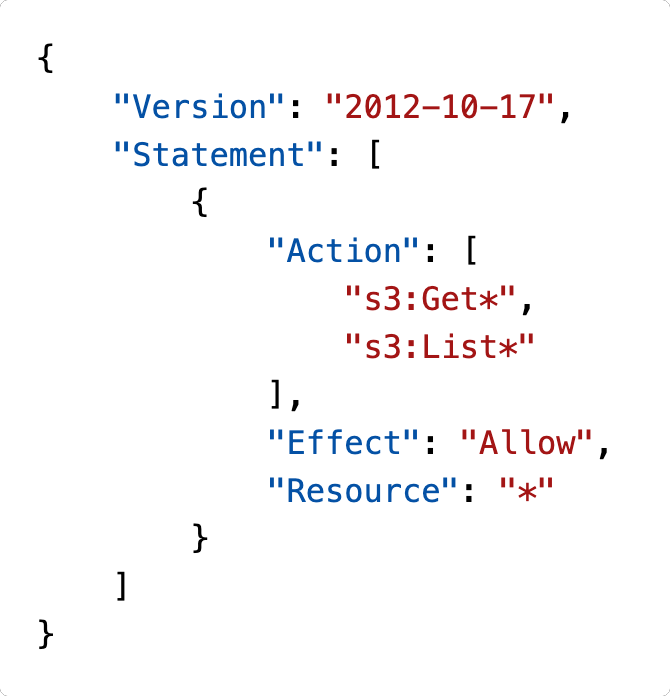 {
    "Version": "2012-10-17",
    "Statement": [
        {
            "Action": [
                "s3:Get*",
                "s3:List*"
            ],
            "Effect": "Allow",
            "Resource": "*"
        }
    ]
}